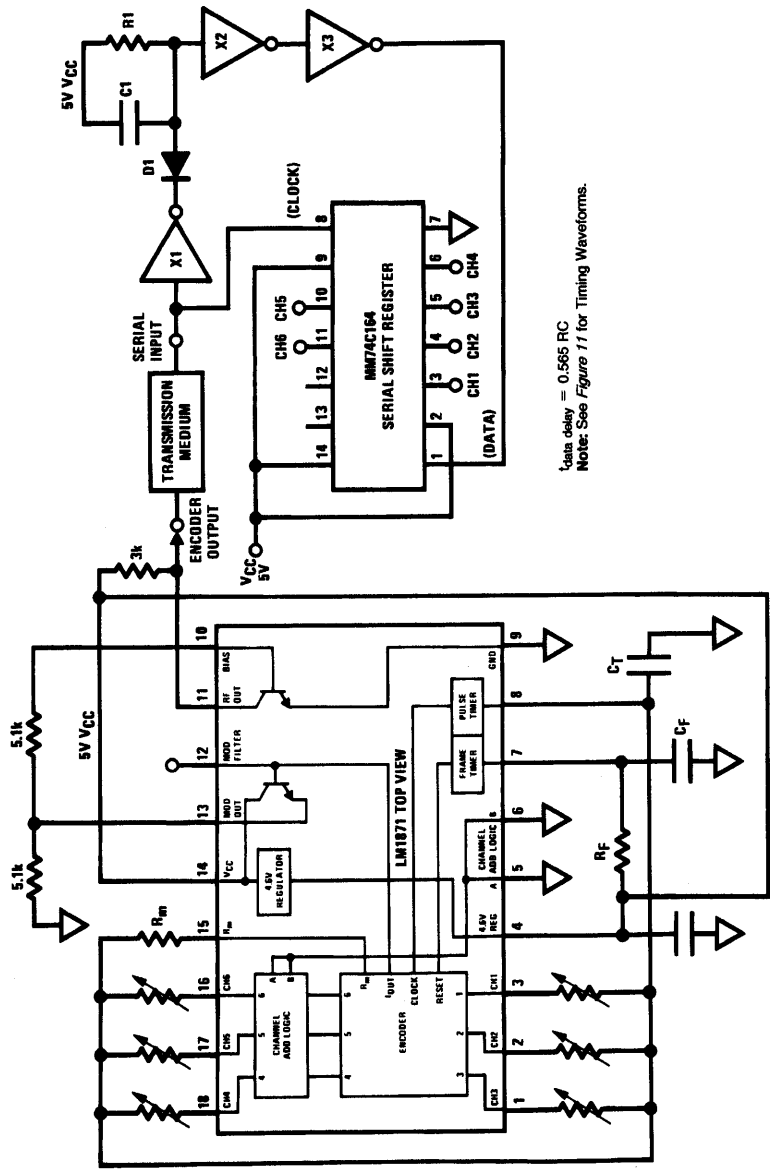 5V VCC
R1
C1
D1
X1
X2
X3
SERIAL INPUT
(CLOCK)
TRANSMISSION MEDIUM
ENCODER OUTPUT
3k
VCC 5V
14
13
12
11
10
9
8
CH6
CH5
MM74C164
SERIAL SHIFT REGISTER
1
2
3
4
5
6
7
(DATA)
CH1
CH2
CH3
CH4
tdata delay = 0.565 RC
Note: See Figure 11 for Timing Waveforms.
5.1k
5.1k
5V VCC
Rm
18
17
16
15
14
13
12
11
10
CH4
CH5
CH6
Rm
VCC
MOD OUT
MOD FILTER
RF OUT
BIAS
4.6V REGULATOR
LM1871 TOP VIEW
6
5
4
A
B
CHANNEL ADD LOGIC
6
5
4
Rm
IOUT
CLOCK
RESET
ENCODER
3
2
1
FRAME TIMER
PULSE TIMER
CH3
CH2
CH1
4.6V REG
A
CHANNEL ADD LOGIC
B
GND
1
2
3
4
5
6
7
8
9
RF
CF
CT